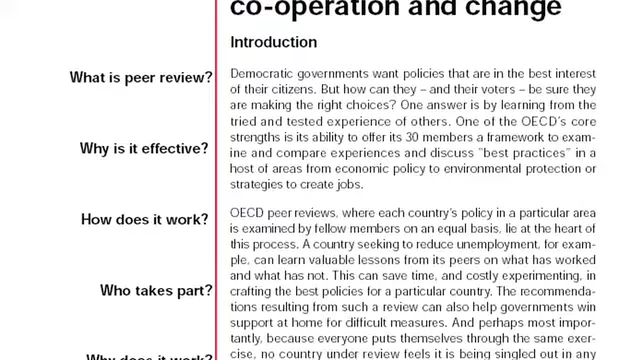 co-operation and change
Introduction
What is peer review?
Why is it effective?
How does it work?
Who takes part?
Why does it work?
Democratic governments want policies that are in the best interest
of their citizens. But how can they – and their voters – be sure they
are making the right choices? One answer is by learning from the
tried and tested experience of others. One of the OECD's core
strengths is its ability to offer its 30 members a framework to exam-
ine and compare experiences and discuss "best practices" in a
host of areas from economic policy to environmental protection or
strategies to create jobs.
OECD peer reviews, where each country's policy in a particular area
is examined by fellow members on an equal basis, lie at the heart of
this process. A country seeking to reduce unemployment, for exam-
ple, can learn valuable lessons from its peers on what has worked
and what has not. This can save time, and costly experimenting, in
crafting the best policies for a particular country. The recommenda-
tions resulting from such a review can also help governments win
support at home for difficult measures. And perhaps most impor-
tantly, because everyone puts themselves through the same exer-
cise, no country under review feels it is being singled out in any